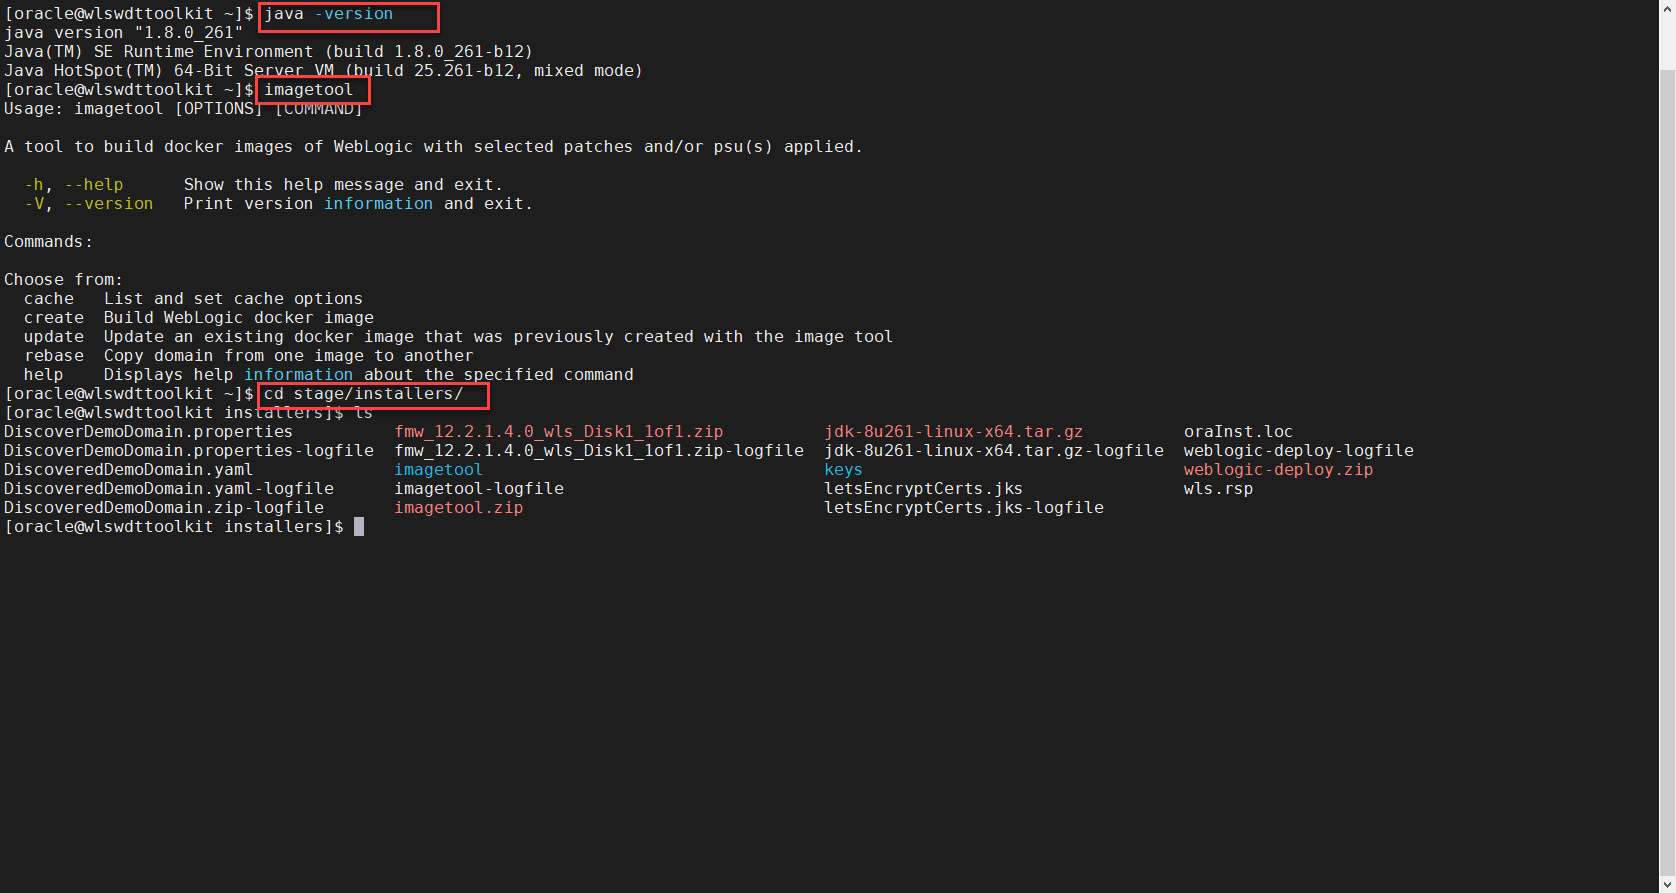 [oracle@wlswdttoolkit ~]$ java -version
java version "1.8.0_261"
Java(TM) SE Runtime Environment (build 1.8.0_261-b12)
Java HotSpot(TM) 64-Bit Server VM (build 25.261-b12, mixed mode)
[oracle@wlswdttoolkit ~]$ imagetool
Usage: imagetool [OPTIONS] [COMMAND]
A tool to build docker images of WebLogic with selected patches and/or psu(s) applied.
-h, --help      Show this help message and exit.
-V, --version   Print version information and exit.
Commands:
Choose from:
cache   List and set cache options
create  Build WebLogic docker image
update  Update an existing docker image that was previously created with the image tool
rebase  Copy domain from one image to another
help    Displays help information about the specified command
[oracle@wlswdttoolkit ~]$ cd stage/installers/
[oracle@wlswdttoolkit installers]$ ls
DiscoverDemoDomain.properties          fmw_12.2.1.4.0_wls_Disk1_1of1.zip          jdk-8u261-linux-x64.tar.gz          oraInst.loc
DiscoverDemoDomain.properties-logfile  fmw_12.2.1.4.0_wls_Disk1_1of1.zip-logfile  jdk-8u261-linux-x64.tar.gz-logfile  weblogic-deploy-logfile
DiscoveredDemoDomain.yaml              imagetool                                  keys                                weblogic-deploy.zip
DiscoveredDemoDomain.yaml-logfile      imagetool-logfile                          letsEncryptCerts.jks                wls.rsp
DiscoveredDemoDomain.zip-logfile       imagetool.zip                              letsEncryptCerts.jks-logfile
[oracle@wlswdttoolkit installers]$